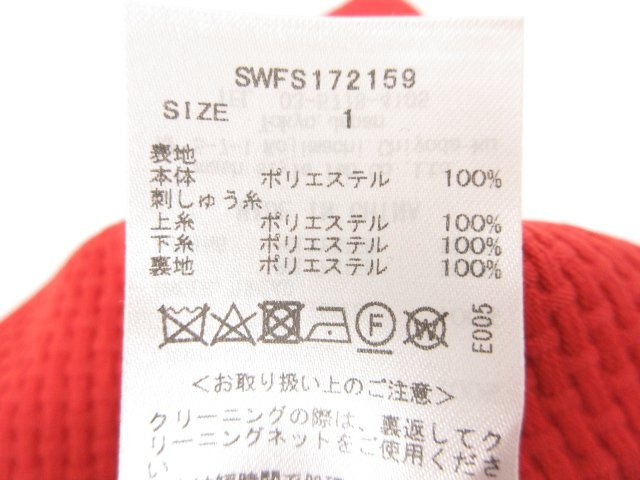 SWFS172159
SIZE 1
表地
本体 ポリエステル 100%
刺しゅう糸
上糸 ポリエステル 100%
下糸 ポリエステル 100%
裏地 ポリエステル 100%
F W E005
<お取り扱い上のご注意>
クリーニングの際は、裏返してク
リーニングネットをご使用くださ
い